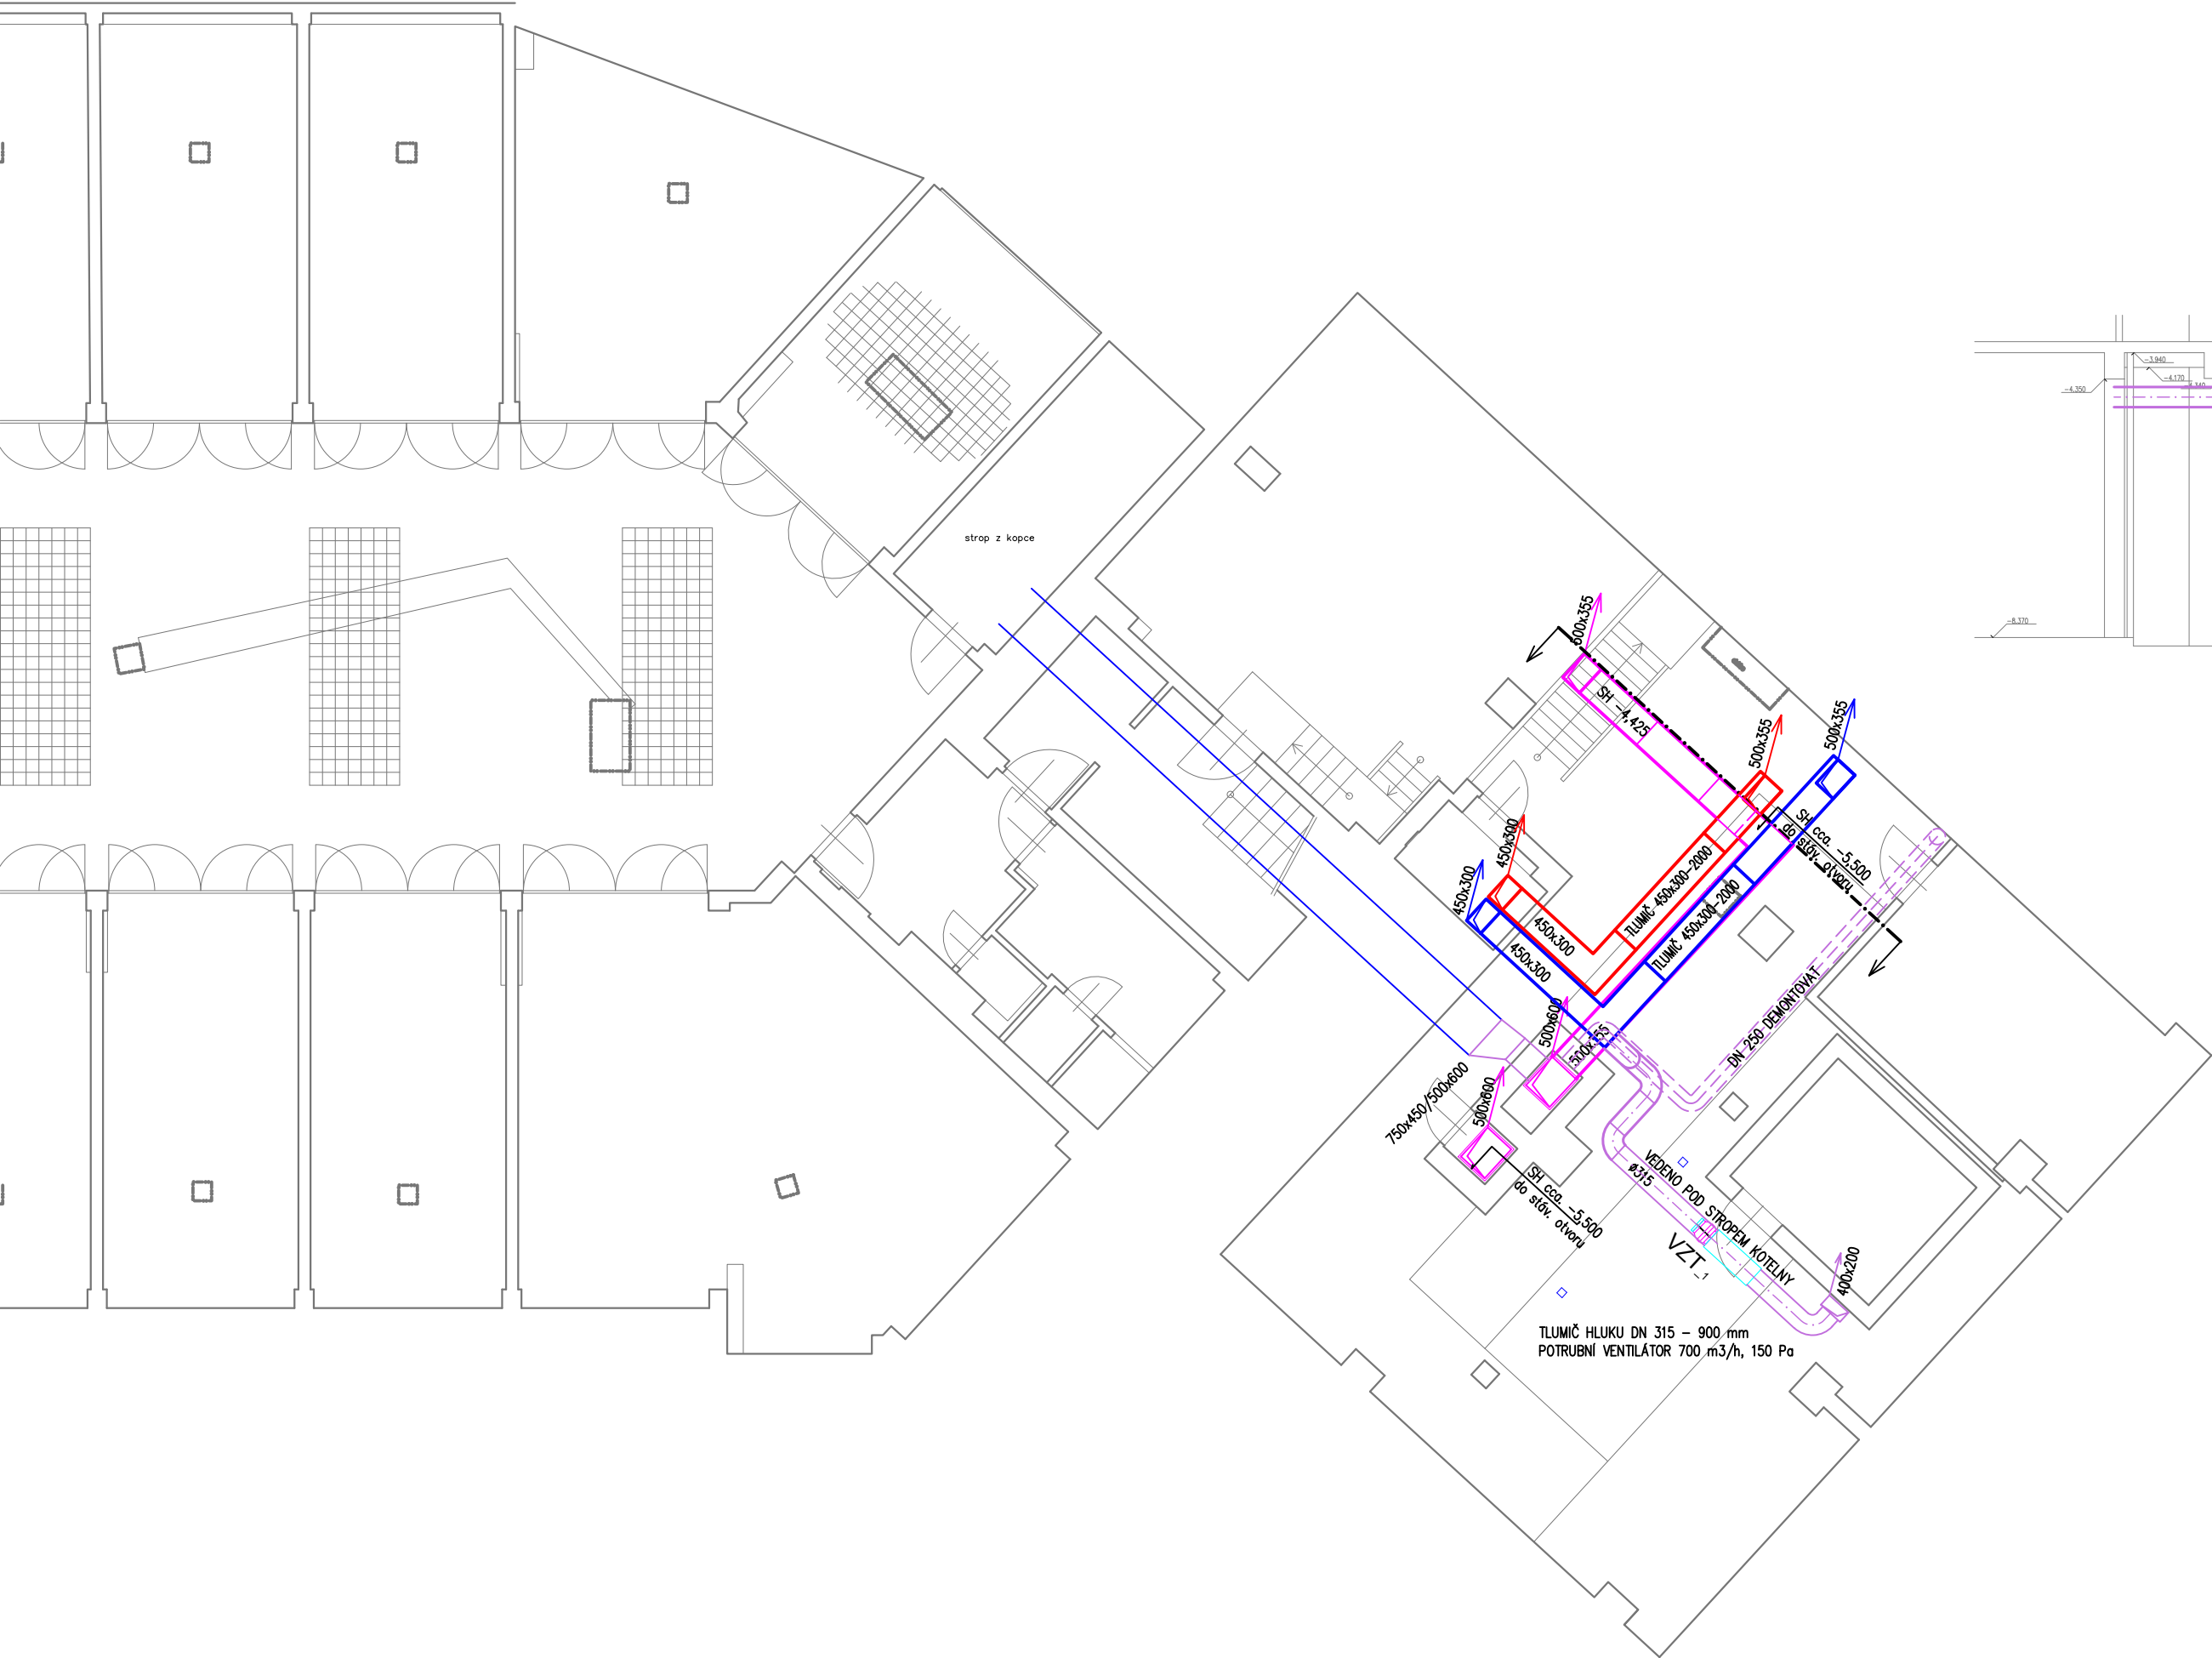 -3.940
-4.170
-4.350
-8.370
strop z kopce
500x355
SH -4,425
500x355
500x355
SH cca. -5,500
do stáv. otvoru
450x300
450x300
TLUMIČ 450x300-2000
TLUMIČ 450x300-2000
450x300
450x300
DN 250 DEMONTOVAT
500x600
500x355
750x450/500x600
500x600
SH cca. -5,500
do stáv. otvoru
ø315
VEDENO POD STROPEM KOTELNY
VZT_1
400x200
TLUMIČ HLUKU DN 315 - 900 mm
POTRUBNÍ VENTILÁTOR 700 m3/h, 150 Pa